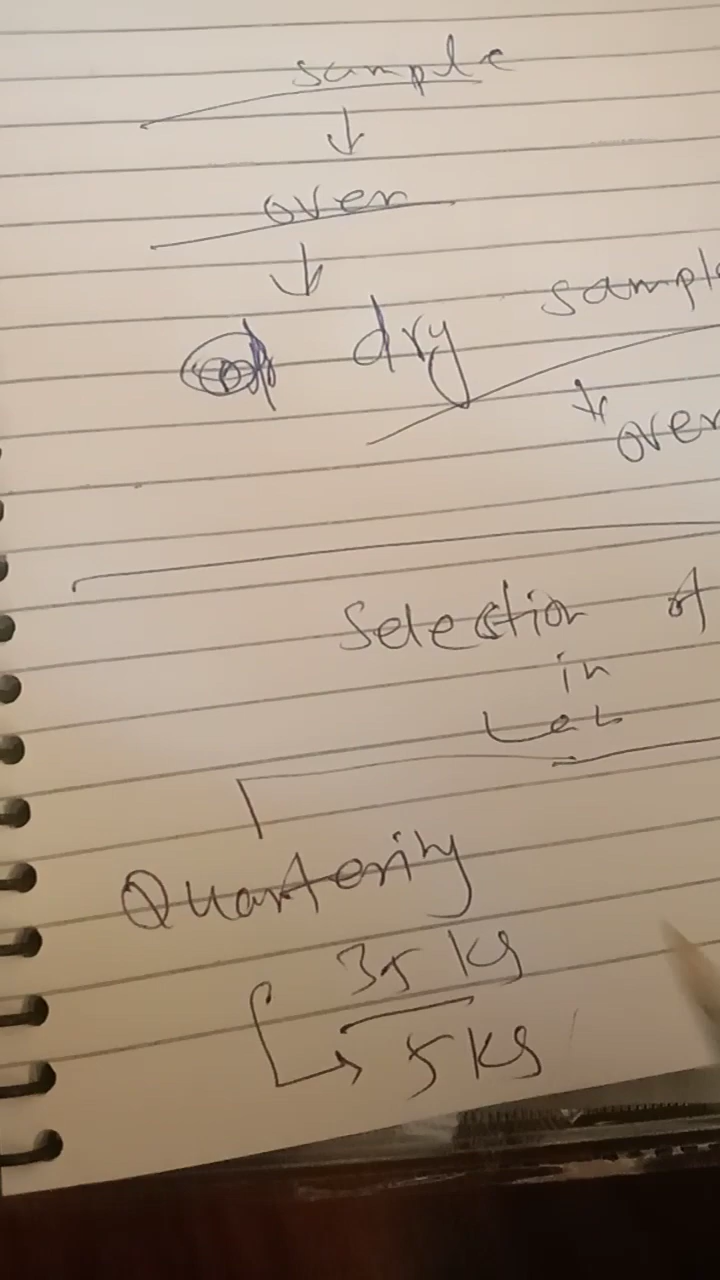 sample
↓
oven
↓
dry sample
↓
oven
Selection of
in
Lab
Quartering
35 kg
5 kg